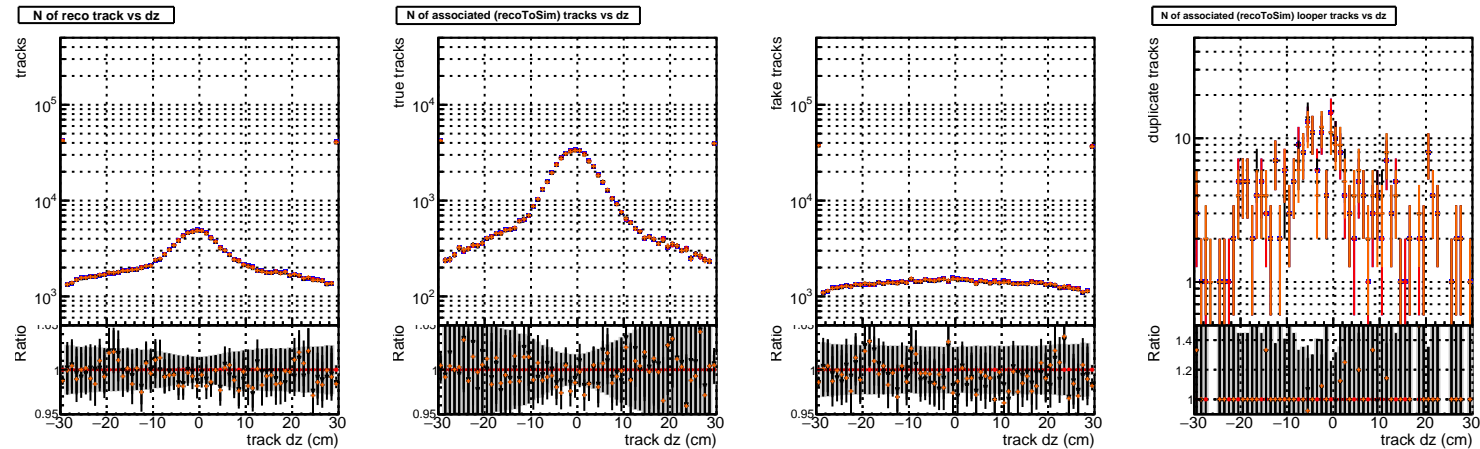 N of reco track vs dz
N of associated (recoToSim) tracks vs dz
N of associated (recoToSim) looper tracks vs dz
tracks
10^5
10^4
10^3
Ratio
1
0.95
−30 −20 −10 0 10 20 30
track dz (cm)
true tracks
10^4
10^3
10^2
Ratio
1
0.95
−30 −20 −10 0 10 20 30
track dz (cm)
fake tracks
10^5
10^4
10^3
Ratio
1
0.95
−30 −20 −10 0 10 20 30
track dz (cm)
duplicate tracks
10
1
Ratio
1.4
1.2
1
−30 −20 −10 0 10 20 30
track dz (cm)